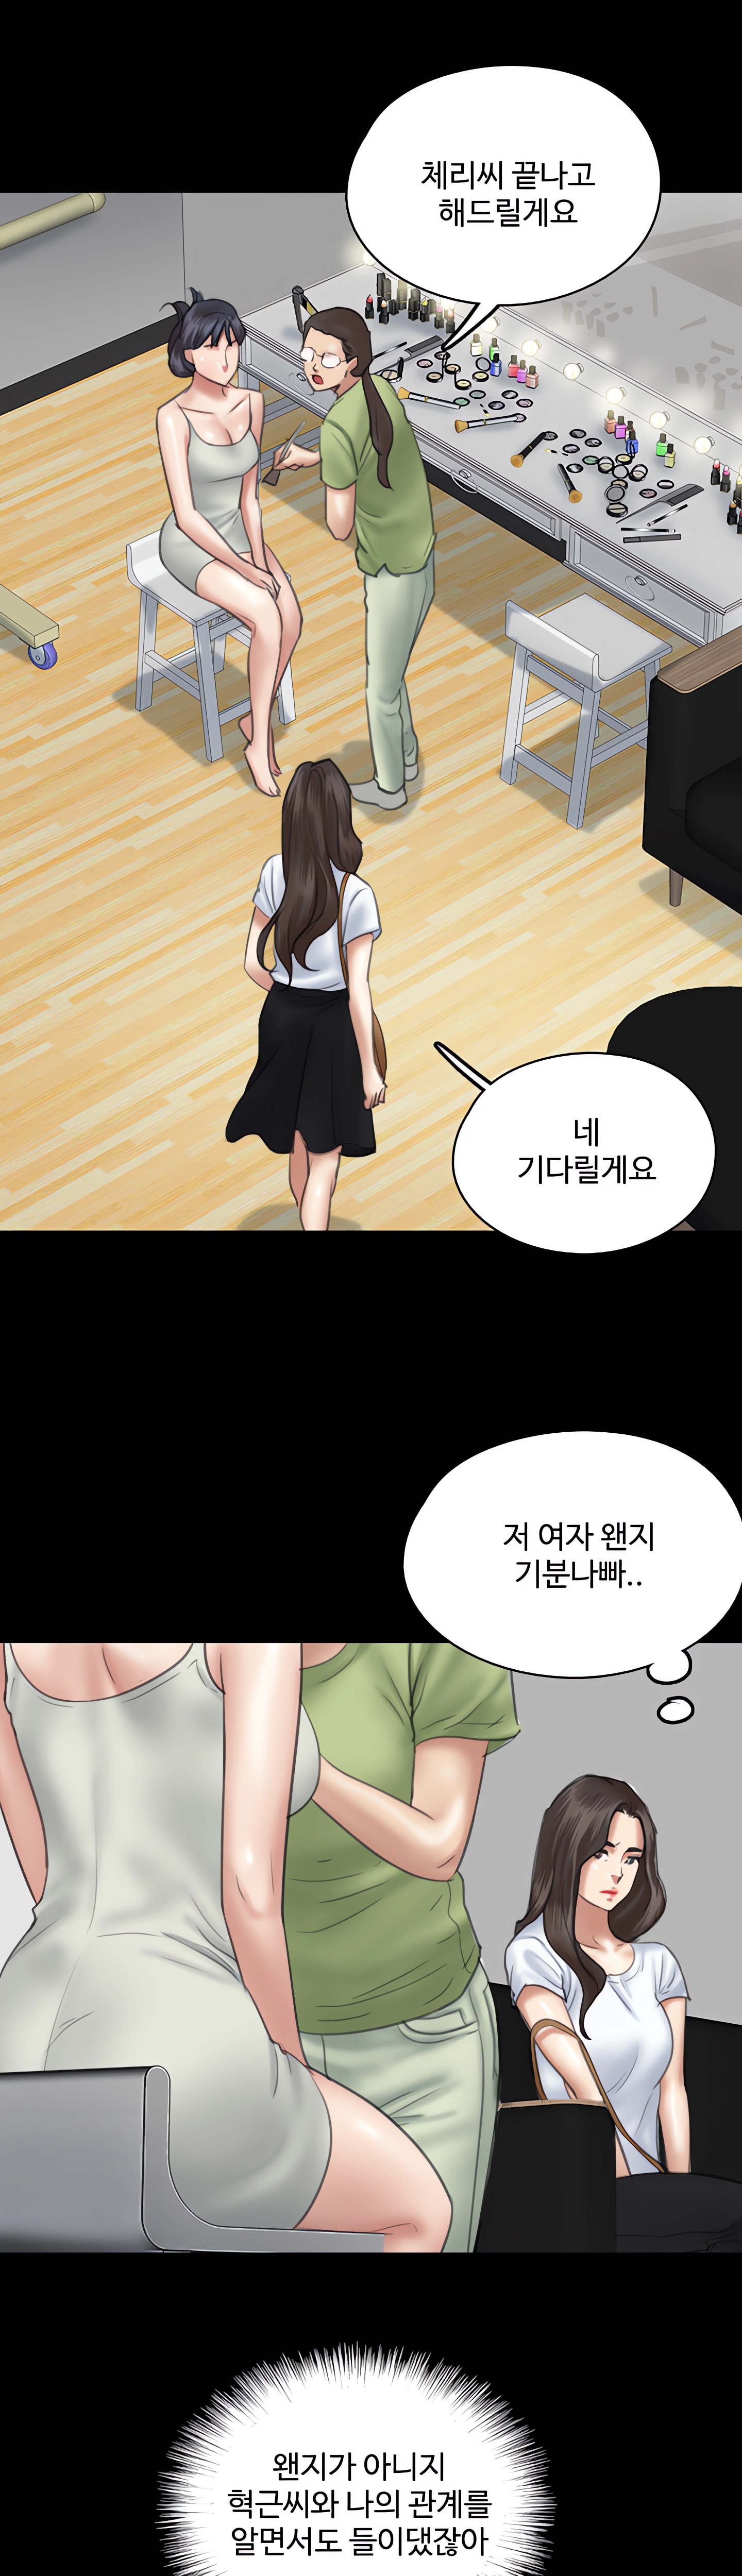 체리씨 끝나고
해드릴게요
네
기다릴게요
저 여자 왠지
기분나빠..
왠지가 아니지
혁근씨와 나의 관계를
알면서도 들이댔잖아